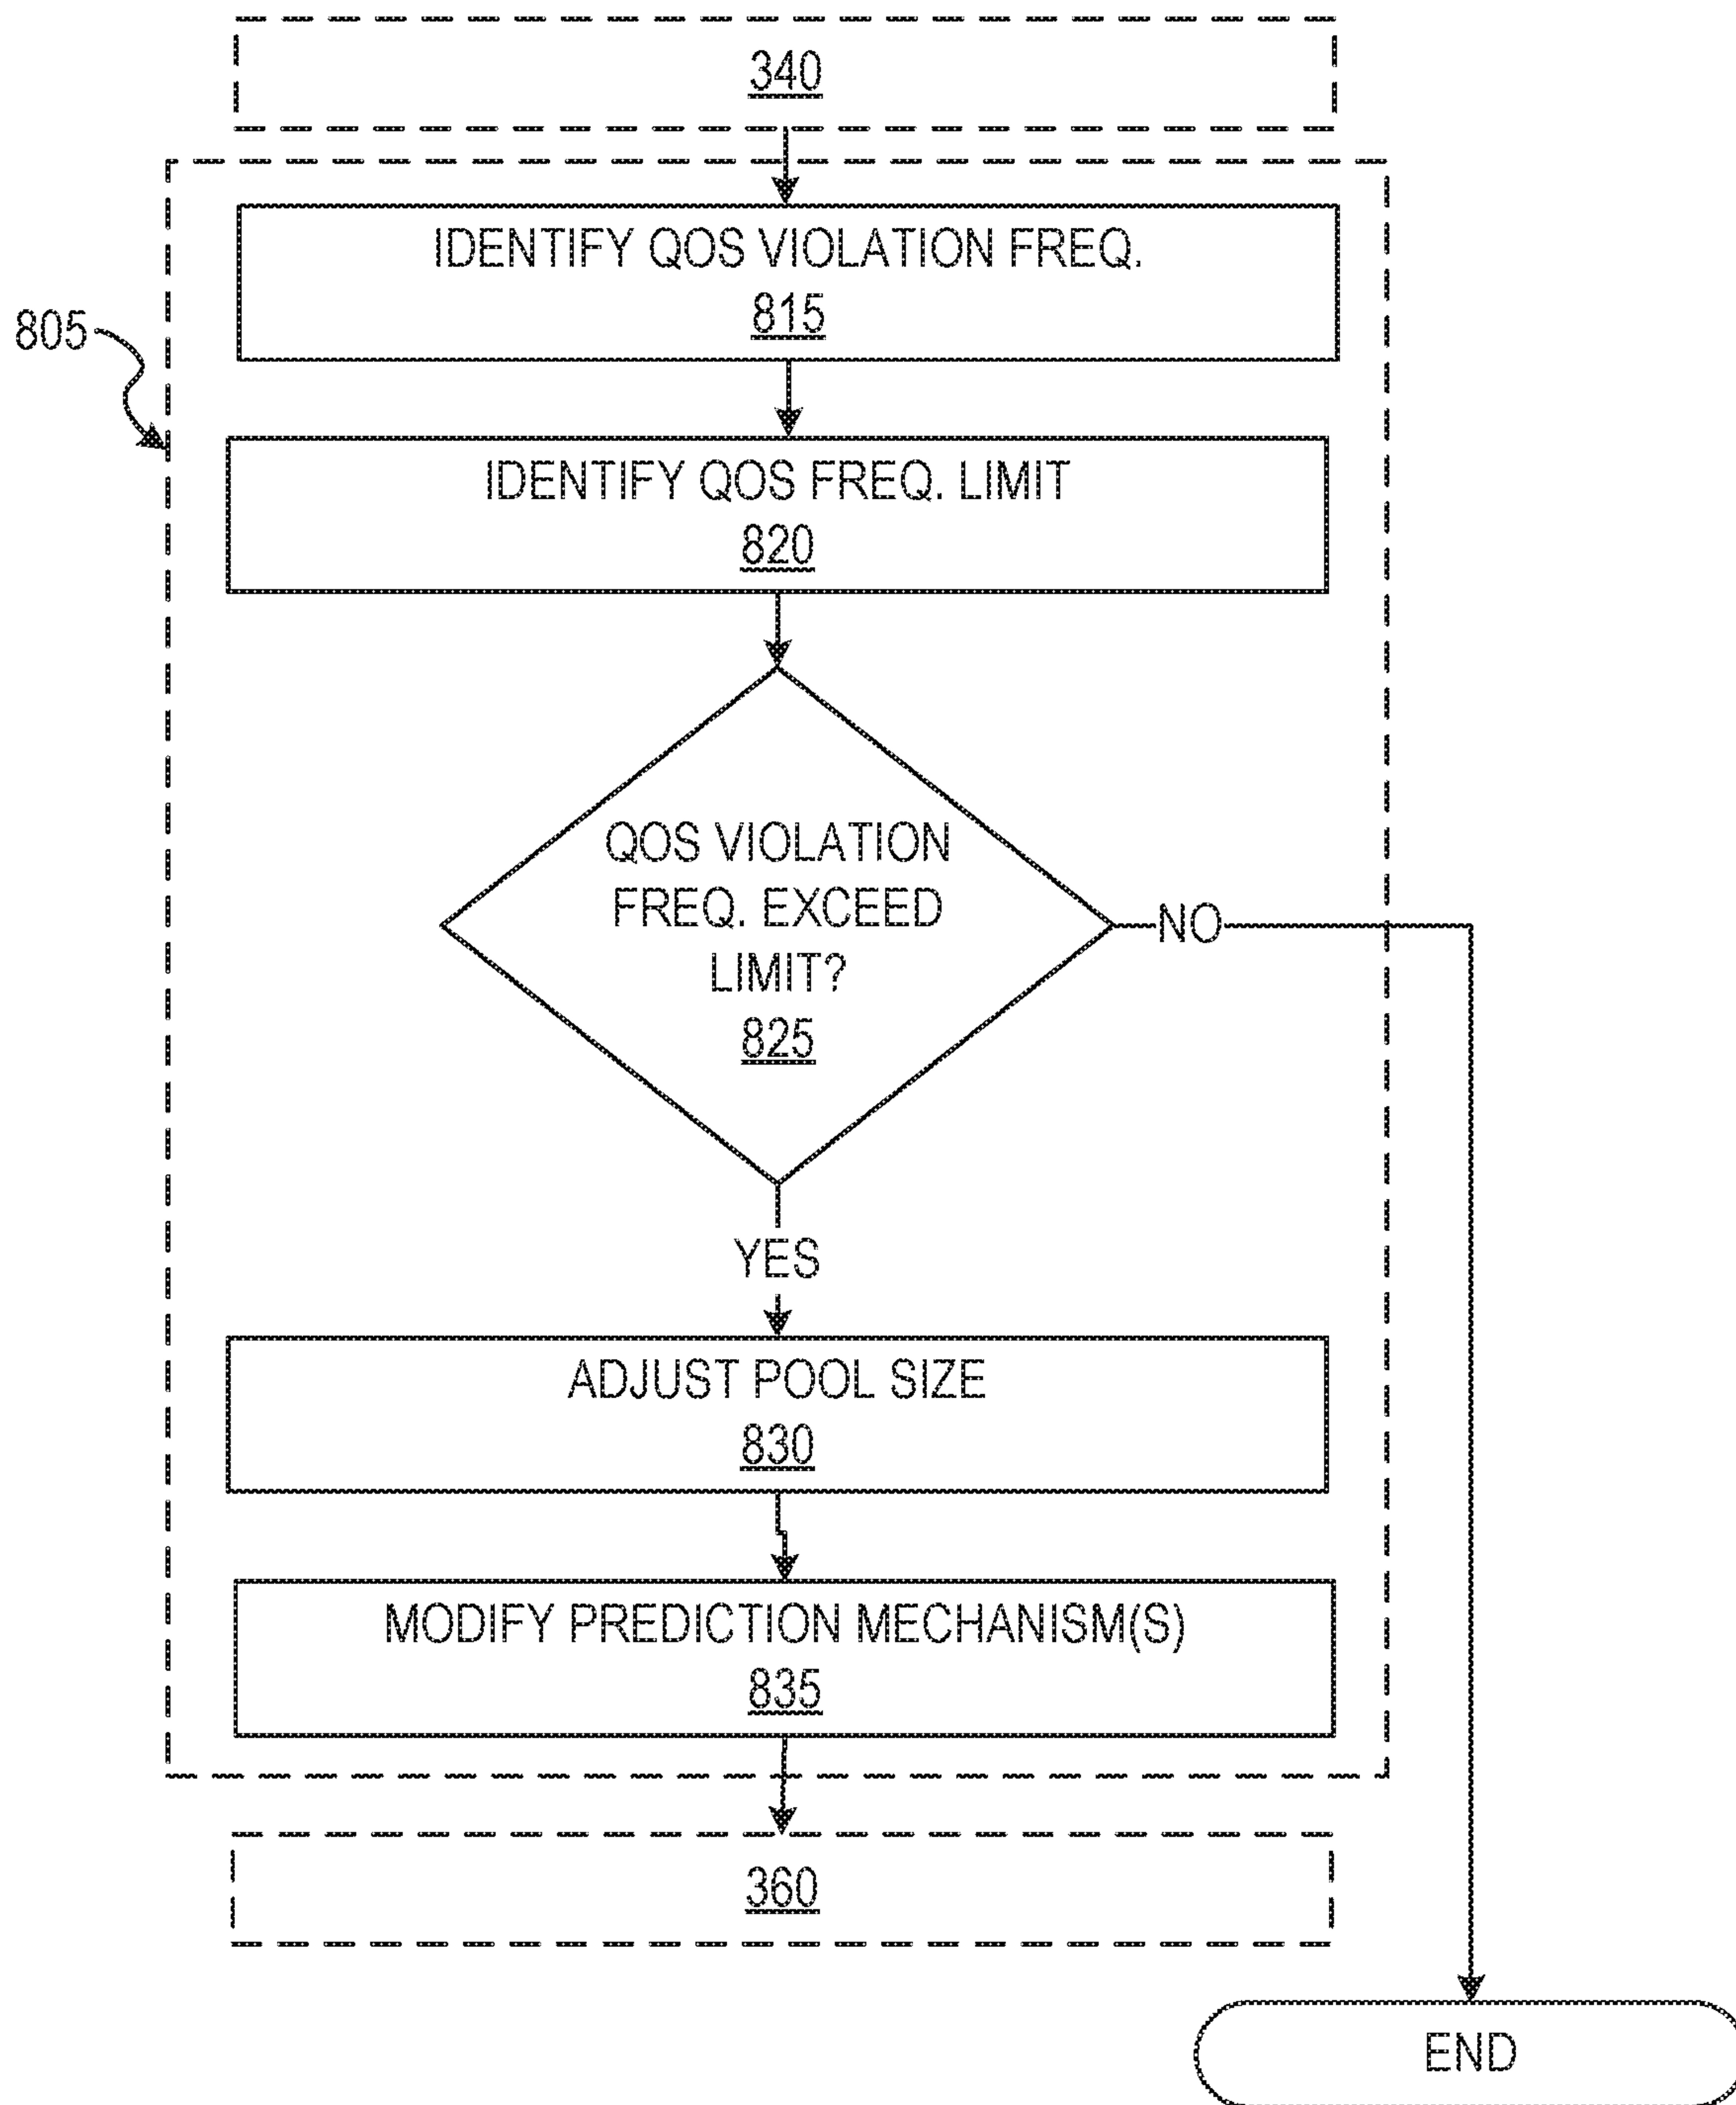 340
IDENTIFY QOS VIOLATION FREQ.
815
805
IDENTIFY QOS FREQ. LIMIT
820
QOS VIOLATION
FREQ. EXCEED
LIMIT?
825
NO
YES
ADJUST POOL SIZE
830
MODIFY PREDICTION MECHANISM(S)
835
360
END